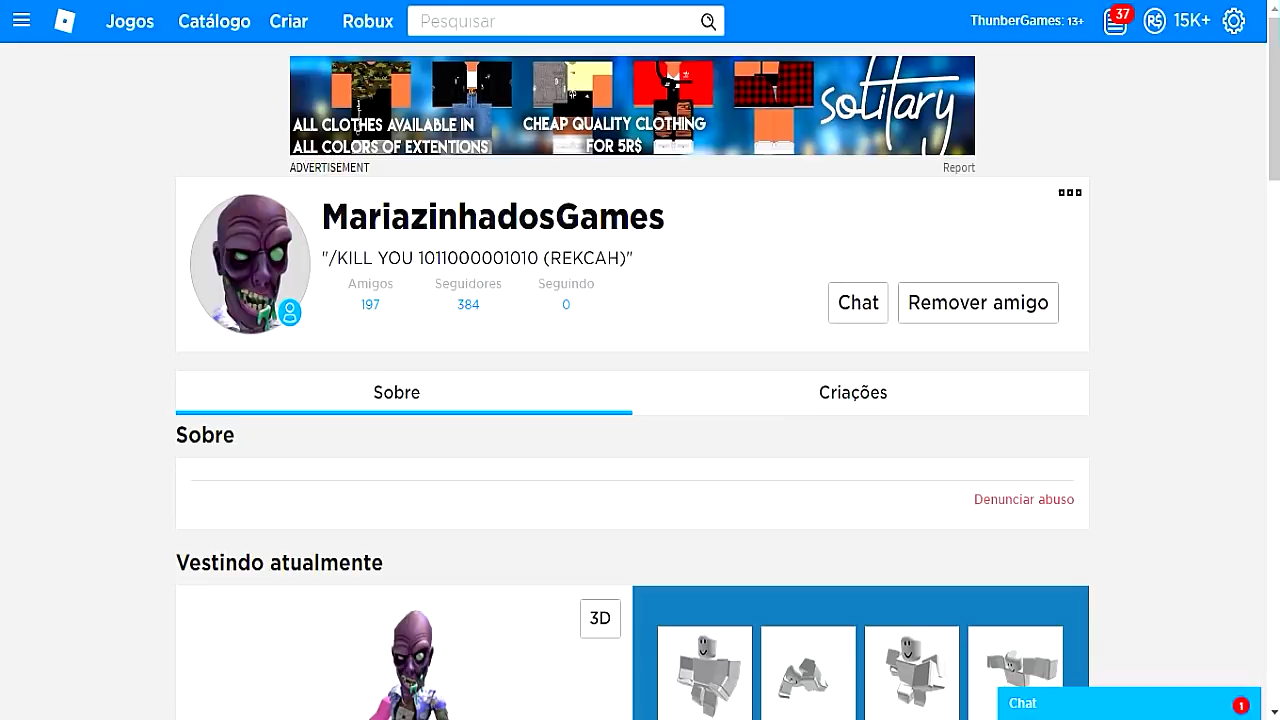 Jogos Catálogo Criar Robux Pesquisar ThunberGames: 13+ 37 R$ 15K+
ALL CLOTHES AVAILABLE IN
ALL COLORS OF EXTENTIONS
CHEAP QUALITY CLOTHING
FOR 5R$
solitary
ADVERTISEMENT Report
MariazinhadosGames
"/KILL YOU 1011000001010 (REKCAH)"
Amigos Seguidores Seguindo
197 384 0
Chat Remover amigo
Sobre Criações
Sobre
Denunciar abuso
Vestindo atualmente
3D
Chat 1